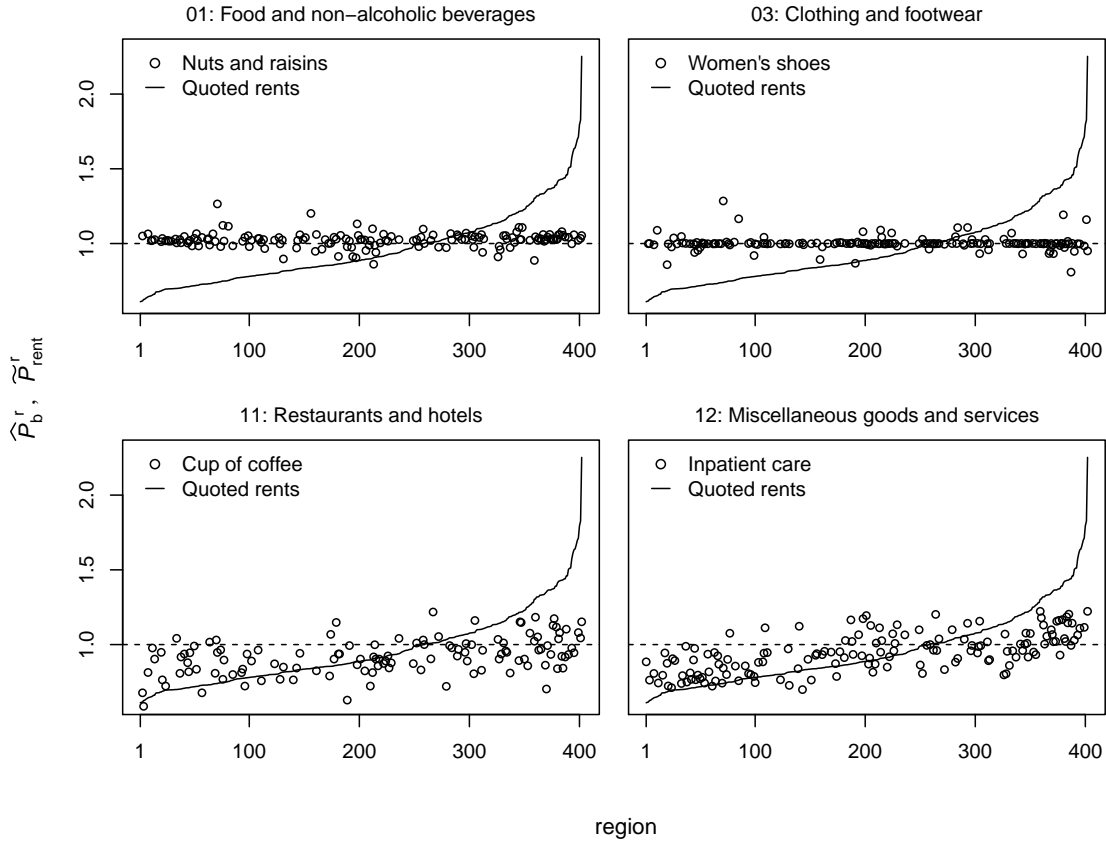 01: Food and non−alcoholic beverages
Nuts and raisins
Quoted rents
2.0
1.5
1.0
1 100 200 300 400
03: Clothing and footwear
Women's shoes
Quoted rents
1 100 200 300 400
P̂ᵣb , P̃ʳrent
11: Restaurants and hotels
Cup of coffee
Quoted rents
2.0
1.5
1.0
1 100 200 300 400
12: Miscellaneous goods and services
Inpatient care
Quoted rents
1 100 200 300 400
region